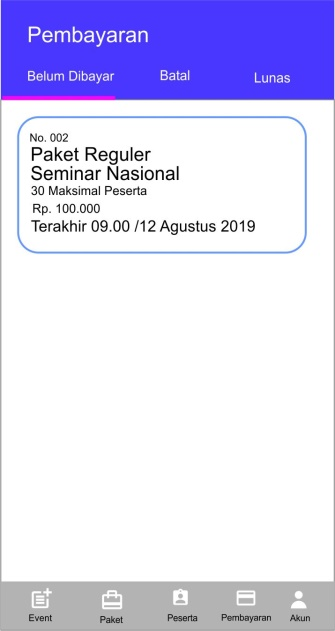 Pembayaran
Belum Dibayar Batal Lunas
No. 002
Paket Reguler
Seminar Nasional
30 Maksimal Peserta
Rp. 100.000
Terakhir 09.00 /12 Agustus 2019
Event Paket Peserta Pembayaran Akun